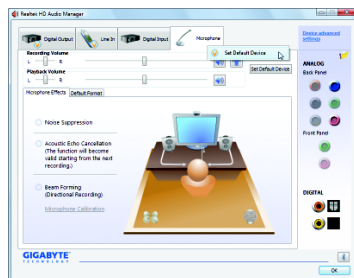 Realtek HD Audio Manager
Digital Output
Line In
Digital Input
Microphone
Device advanced
settings
Set Default Device
Recording Volume
L
R
Set Default Device
Playback Volume
L
R
Microphone Effects
Default Format
ANALOG
Back Panel
Noise Suppression
Acoustic Echo Cancellation
(The function will become
valid starting from the next
recording.)
Front Panel
Beam Forming
(Directional Recording)
Microphone Calibration
DIGITAL
GIGABYTE
TECHNOLOGY
OK